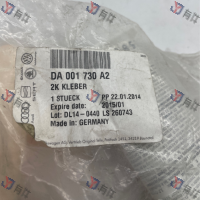 DA 001 730 A2
2K KLEBER
1 STUECK PP 22.01.2014
Expire date: 2015/01
Lot: DL14-0440 LS 260743
Made in: GERMANY